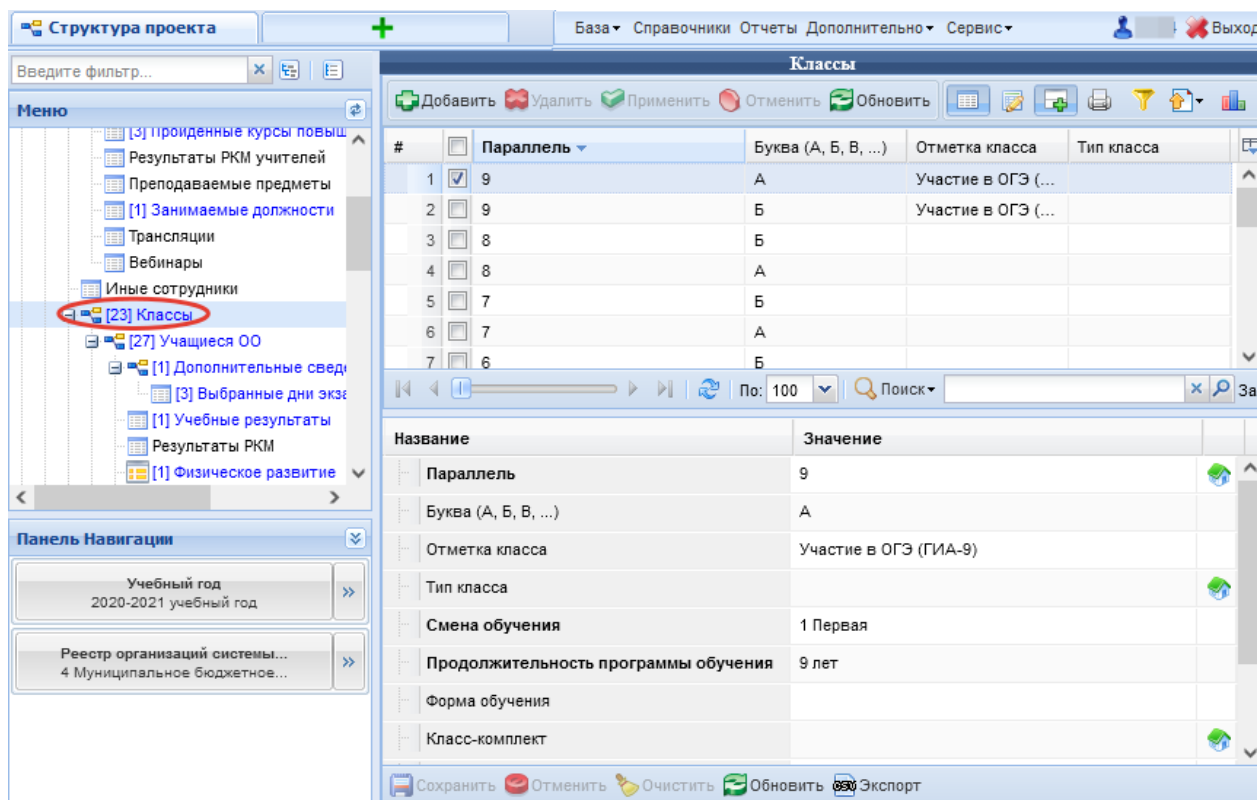 Структура проекта
База Справочники Отчеты Дополнительно Сервис Выход
Введите фильтр...
Меню
[3] Пройденные курсы повыш
Результаты РКМ учителей
Преподаваемые предметы
[1] Занимаемые должности
Трансляции
Вебинары
Иные сотрудники
[23] Классы
[27] Учащиеся ОО
[1] Дополнительные сведе
[3] Выбранные дни экза
[1] Учебные результаты
Результаты РКМ
[1] Физическое развитие
Панель Навигации
Учебный год
2020-2021 учебный год
Реестр организаций системы...
4 Муниципальное бюджетное...
Классы
Добавить Удалить Применить Отменить Обновить
# Параллель Буква (А, Б, В, ...) Отметка класса Тип класса
1 9 А Участие в ОГЭ (...
2 9 Б Участие в ОГЭ (...
3 8 Б
4 8 А
5 7 Б
6 7 А
7 6 Б
По: 100 Поиск За
Название Значение
Параллель 9
Буква (А, Б, В, ...) А
Отметка класса Участие в ОГЭ (ГИА-9)
Тип класса
Смена обучения 1 Первая
Продолжительность программы обучения 9 лет
Форма обучения
Класс-комплект
Сохранить Отменить Очистить Обновить CSV Экспорт